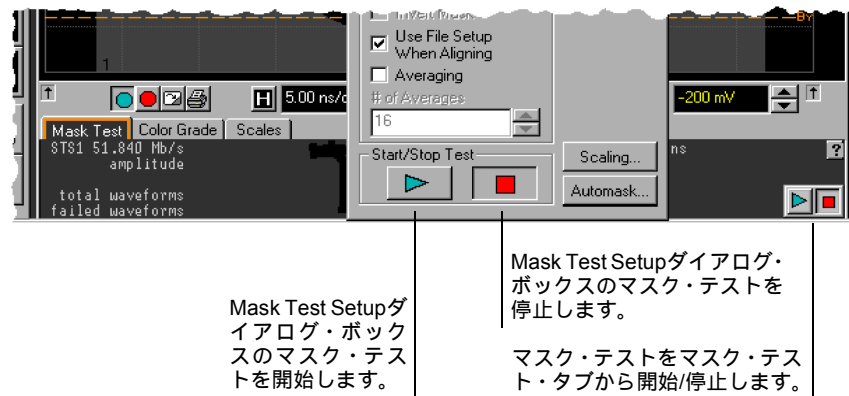 Invert Mask
BY
Use File Setup
When Aligning
1
Averaging
H 5.00 ns/
# of Averages
-200 mV
16
Mask Test Color Grade Scales
STS1 51.840 Mb/s
ns
?
amplitude
Start/Stop Test
Scaling...
total waveforms
Automask...
failed waveforms
Mask Test Setupダイアログ・
ボックスのマスク・テストを
停止します。
Mask Test Setupダ
イアログ・ボック
スのマスク・テス
トを開始します。
マスク・テストをマスク・テス
ト・タブから開始/停止します。